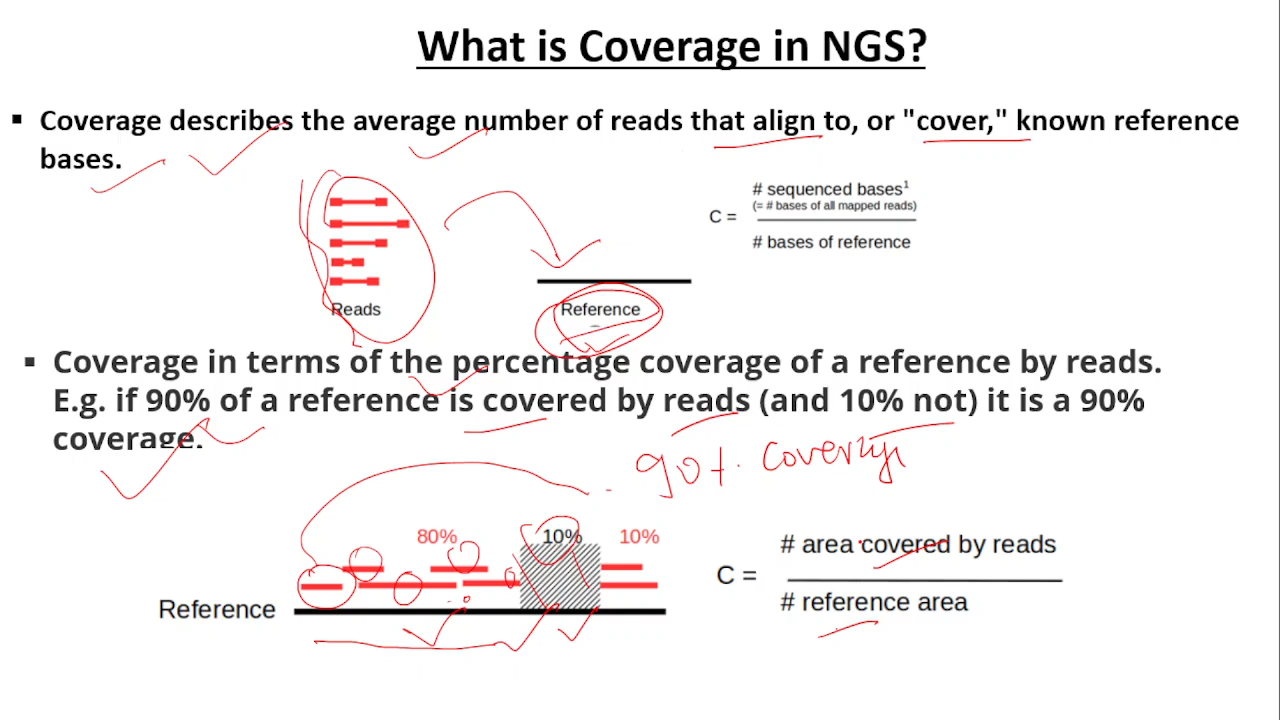 What is Coverage in NGS?
▪ Coverage describes the average number of reads that align to, or "cover," known reference
bases.
# sequenced bases¹
(= # bases of all mapped reads)
C =
# bases of reference
Reads
Reference
▪ Coverage in terms of the percentage coverage of a reference by reads.
E.g. if 90% of a reference is covered by reads (and 10% not) it is a 90%
coverage.
90%. coverage
80% 10% 10%
# area covered by reads
C =
# reference area
Reference